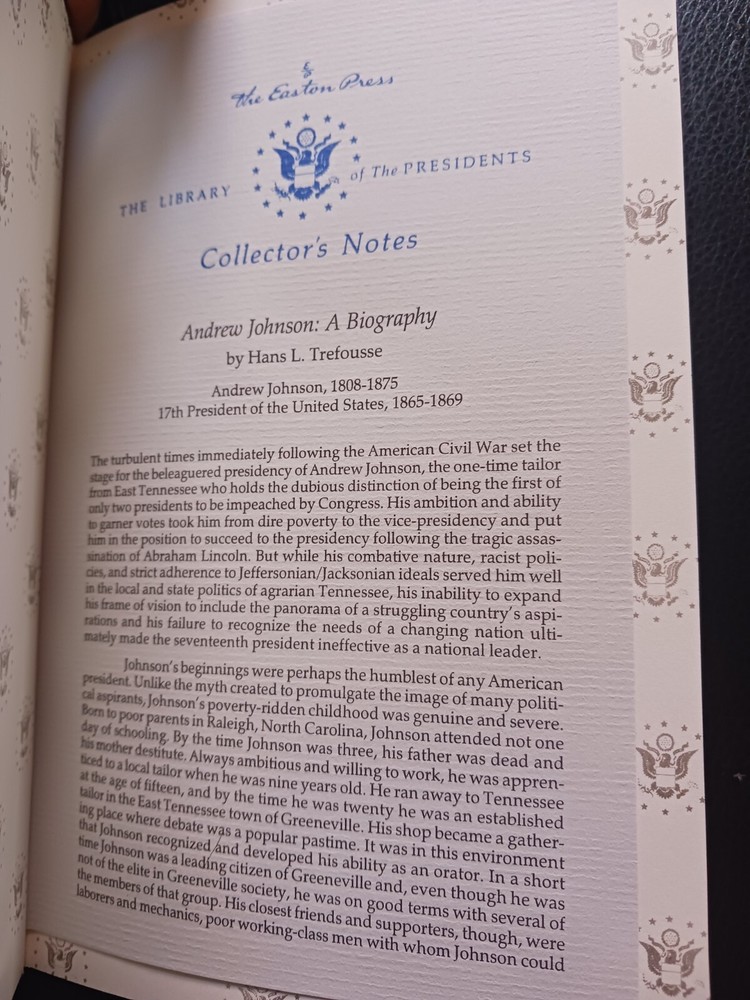 The Easton Press
THE LIBRARY of The PRESIDENTS
Collector's Notes
Andrew Johnson: A Biography
by Hans L. Trefousse
Andrew Johnson, 1808-1875
17th President of the United States, 1865-1869
The turbulent times immediately following the American Civil War set the
stage for the beleaguered presidency of Andrew Johnson, the one-time tailor
from East Tennessee who holds the dubious distinction of being the first of
only two presidents to be impeached by Congress. His ambition and ability
to garner votes took him from dire poverty to the vice-presidency and put
him in the position to succeed to the presidency following the tragic assas-
sination of Abraham Lincoln. But while his combative nature, racist poli-
cies, and strict adherence to Jeffersonian/Jacksonian ideals served him well
in the local and state politics of agrarian Tennessee, his inability to expand
his frame of vision to include the panorama of a struggling country's aspi-
rations and his failure to recognize the needs of a changing nation ulti-
mately made the seventeenth president ineffective as a national leader.
Johnson's beginnings were perhaps the humblest of any American
president. Unlike the myth created to promulgate the image of many politi-
cal aspirants, Johnson's poverty-ridden childhood was genuine and severe.
Born to poor parents in Raleigh, North Carolina, Johnson attended not one
day of schooling. By the time Johnson was three, his father was dead and
his mother destitute. Always ambitious and willing to work, he was appren-
ticed to a local tailor when he was nine years old. He ran away to Tennessee
at the age of fifteen, and by the time he was twenty he was an established
tailor in the East Tennessee town of Greeneville. His shop became a gather-
ing place where debate was a popular pastime. It was in this environment
that Johnson recognized and developed his ability as an orator. In a short
time Johnson was a leading citizen of Greeneville and, even though he was
not of the elite in Greeneville society, he was on good terms with several of
the members of that group. His closest friends and supporters, though, were
laborers and mechanics, poor working-class men with whom Johnson could